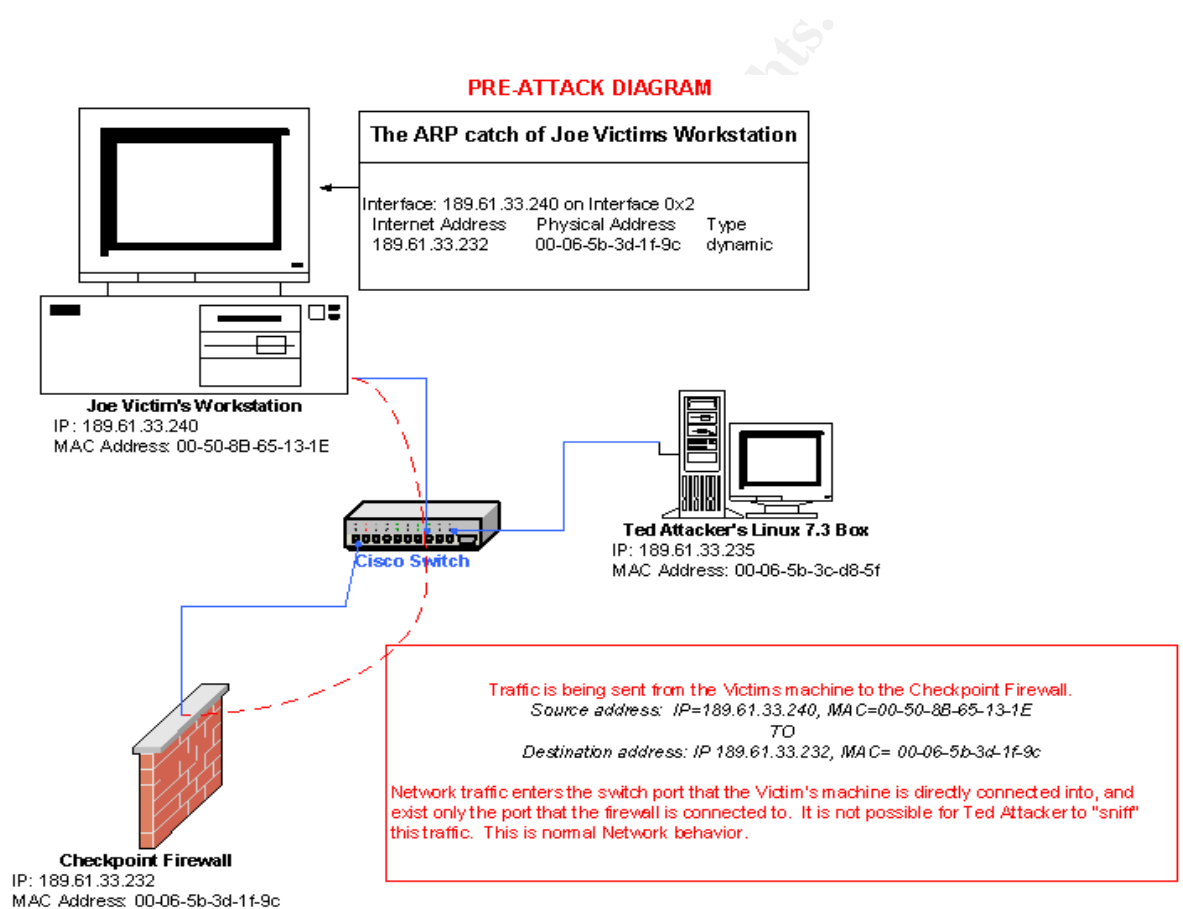 hts.
PRE-ATTACK DIAGRAM
The ARP catch of Joe Victims Workstation
Interface: 189.61.33.240 on Interface 0x2
Internet Address Physical Address Type
189.61.33.232 00-06-5b-3d-1f-9c dynamic
Joe Victim's Workstation
IP: 189.61.33.240
MAC Address: 00-50-8B-65-13-1E
Ted Attacker's Linux 7.3 Box
IP: 189.61.33.235
MAC Address: 00-06-5b-3c-d8-5f
Cisco Switch
Traffic is being sent from the Victims machine to the Checkpoint Firewall.
Source address: IP=189.61.33.240, MAC=00-50-8B-65-13-1E
TO
Destination address: IP 189.61.33.232, MAC= 00-06-5b-3d-1f-9c
Network traffic enters the switch port that the Victim's machine is directly connected into, and
exist only the port that the firewall is connected to. It is not possible for Ted Attacker to "sniff"
this traffic. This is normal Network behavior.
Checkpoint Firewall
IP: 189.61.33.232
MAC Address: 00-06-5b-3d-1f-9c